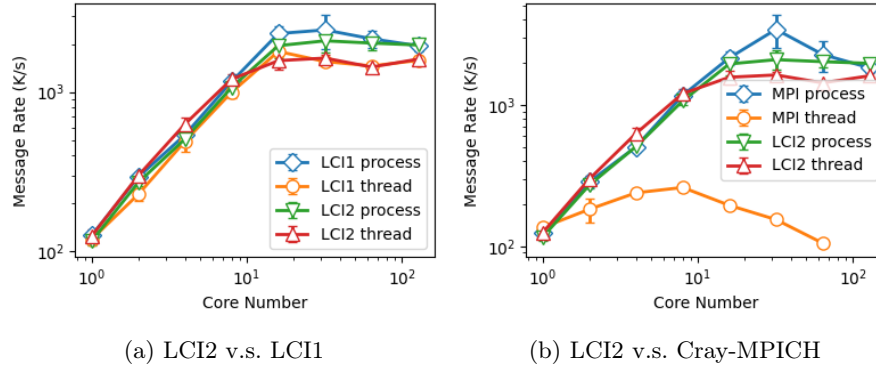 Message Rate (K/s)
10^3
10^2
10^0
10^1
10^2
Core Number
LCI1 process
LCI1 thread
LCI2 process
LCI2 thread
(a) LCI2 v.s. LCI1
Message Rate (K/s)
10^3
10^2
10^0
10^1
10^2
Core Number
MPI process
MPI thread
LCI2 process
LCI2 thread
(b) LCI2 v.s. Cray-MPICH